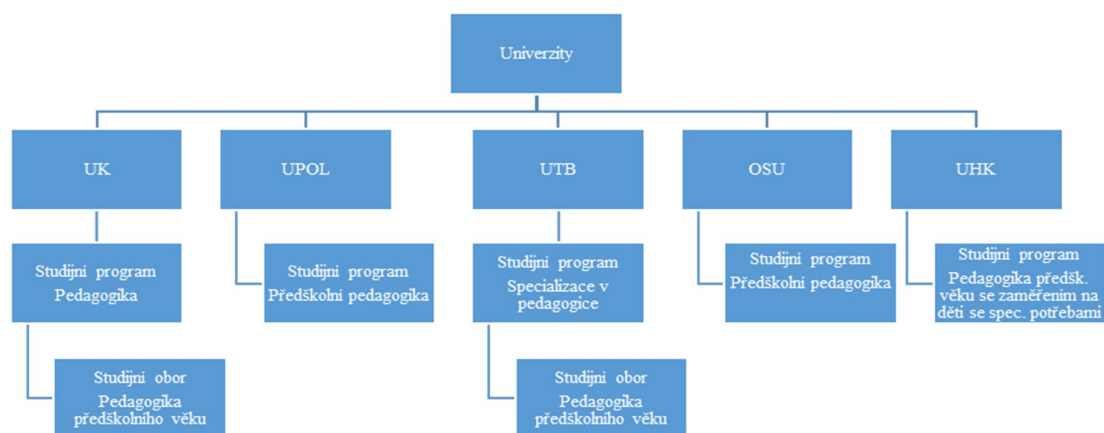 Univerzity
UK
UPOL
UTB
OSU
UHK
Studijní program
Pedagogika
Studijní program
Předškolní pedagogika
Studijní program
Specializace v
pedagogice
Studijní program
Předškolní pedagogika
Studijní program
Pedagogika předšk.
věku se zaměřením na
děti se spec. potřebami
Studijní obor
Pedagogika
předškolního věku
Studijní obor
Pedagogika
předškolního věku